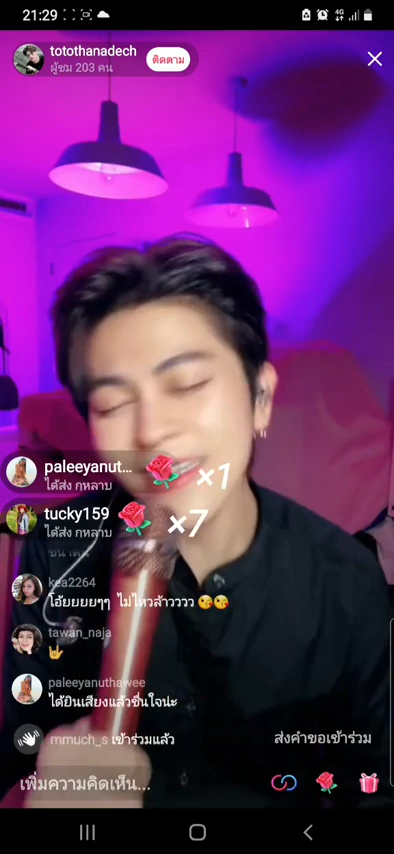 21:29
4G
totothanadech
ผู้ชม 203 คน
ติดตาม
paleeyanut...
ได้ส่ง กุหลาบ
×1
tucky159
ได้ส่ง กุหลาบ
×7
kea2264
โอ้ยยยยๆๆ ไม่ไหวล้าวววว 😘😘
tawan_naja
🤟
paleeyanuthawee
ได้ยินเสียงแล้วชื่นใจน่ะ
mmuch_s เข้าร่วมแล้ว
ส่งคำขอเข้าร่วม
เพิ่มความคิดเห็น...